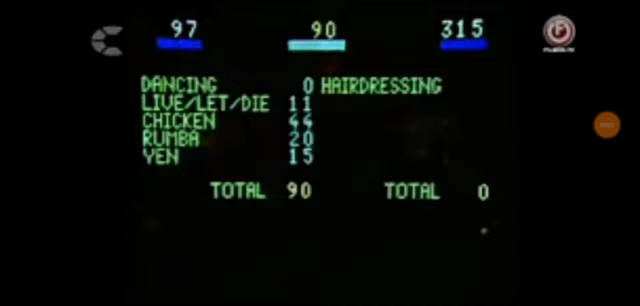 97 90 315
DANCING 0 HAIRDRESSING
LIVE/LET/DIE 11
CHICKEN 44
RUMBA 20
YEN 15
TOTAL 90 TOTAL 0